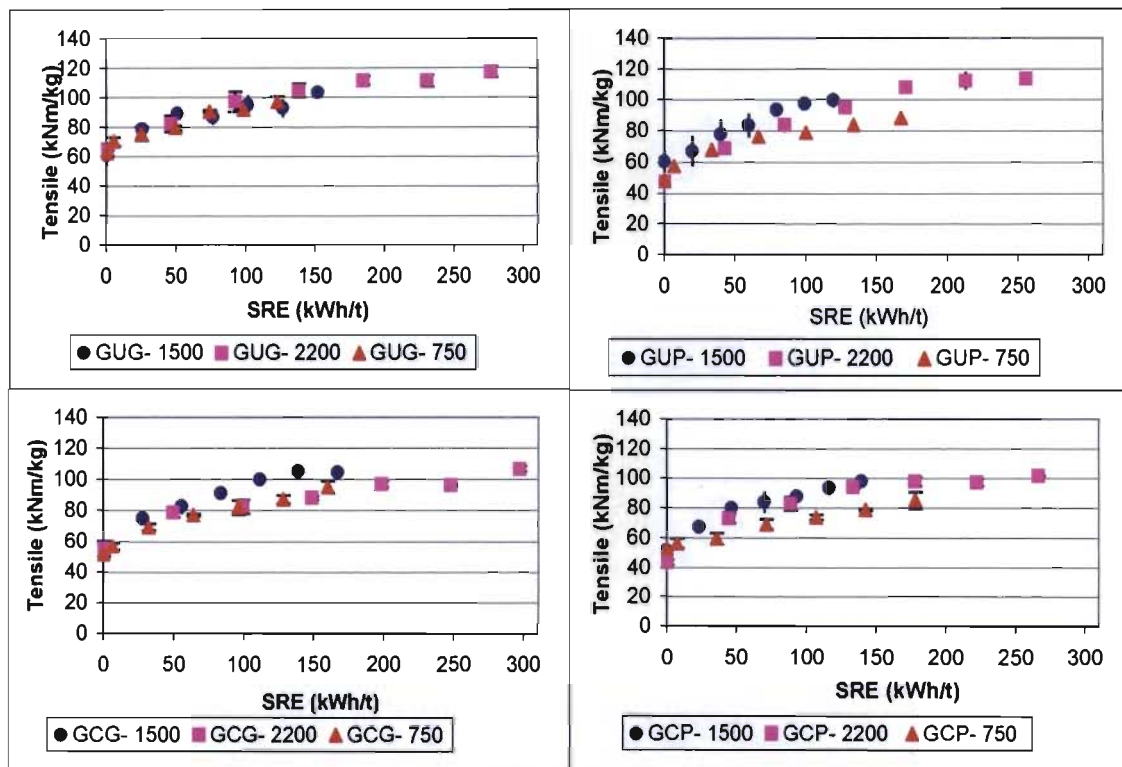 140
120
100
80
60
40
20
0
Tensile (kNm/kg)
0 50 100 150 200 250 300
SRE (kWh/t)
GUG- 1500 GUG- 2200 GUG- 750
140
120
100
80
60
40
20
0
Tensile (kNm/kg)
0 50 100 150 200 250 300
SRE (kWh/t)
GUP- 1500 GUP- 2200 GUP- 750
140
120
100
80
60
40
20
0
Tensile (kNm/kg)
0 50 100 150 200 250 300
SRE (kWh/t)
GCG- 1500 GCG- 2200 GCG- 750
140
120
100
80
60
40
20
0
Tensile (kNm/kg)
0 50 100 150 200 250 300
SRE (kWh/t)
GCP- 1500 GCP- 2200 GCP- 750